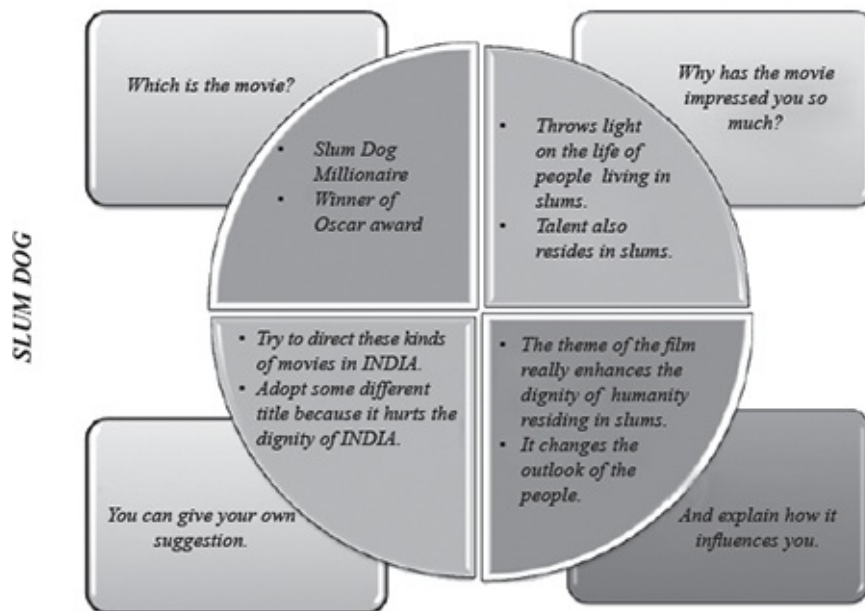 SLUM DOG
Which is the movie?
• Slum Dog
Millionaire
• Winner of
Oscar award
Why has the movie
impressed you so
much?
• Throws light
on the life of
people living in
slums.
• Talent also
resides in slums.
• Try to direct these kinds
of movies in INDIA.
• Adopt some different
title because it hurts the
dignity of INDIA.
You can give your own
suggestion.
• The theme of the film
really enhances the
dignity of humanity
residing in slums.
• It changes the
outlook of the
people.
And explain how it
influences you.